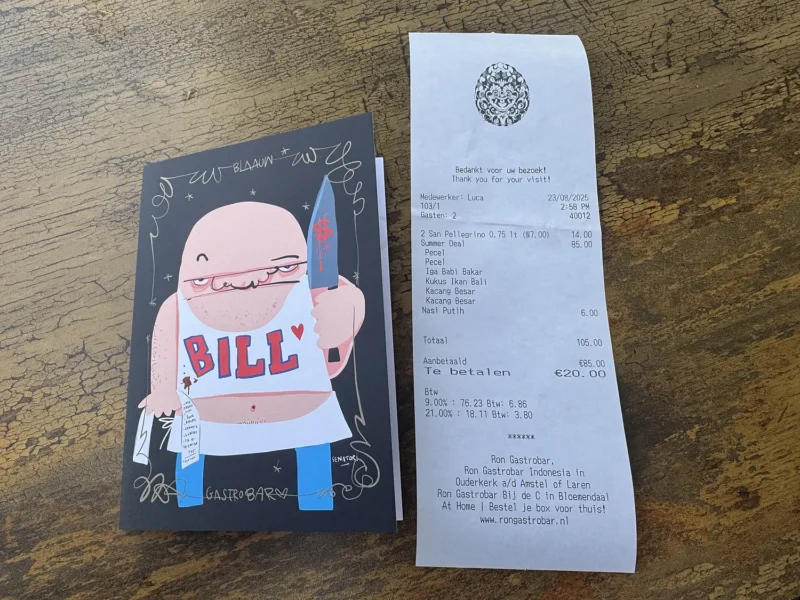 BLAAUW
$
BILL
SENATORE
GASTROBAR
Bedankt voor uw bezoek!
Thank you for your visit!
Medewerker: Luca 23/08/2025
103/1 2:58 PM
Gasten: 2 40012
2 San Pellegrino 0.75 lt (@7.00) 14.00
Summer Deal 85.00
Pecel
Pecel
Iga Babi Bakar
Kukus Ikan Bali
Kacang Besar
Kacang Besar
Nasi Putih 6.00
Totaal 105.00
Aanbetaald €85.00
Te betalen €20.00
Btw
9.00% : 76.23 Btw: 6.86
21.00% : 18.11 Btw: 3.80
xxxxxx
Ron Gastrobar,
Ron Gastrobar Indonesia in
Ouderkerk a/d Amstel of Laren
Ron Gastrobar Bij de C in Bloemendaal
At Home | Bestel je box voor thuis!
www.rongastrobar.nl